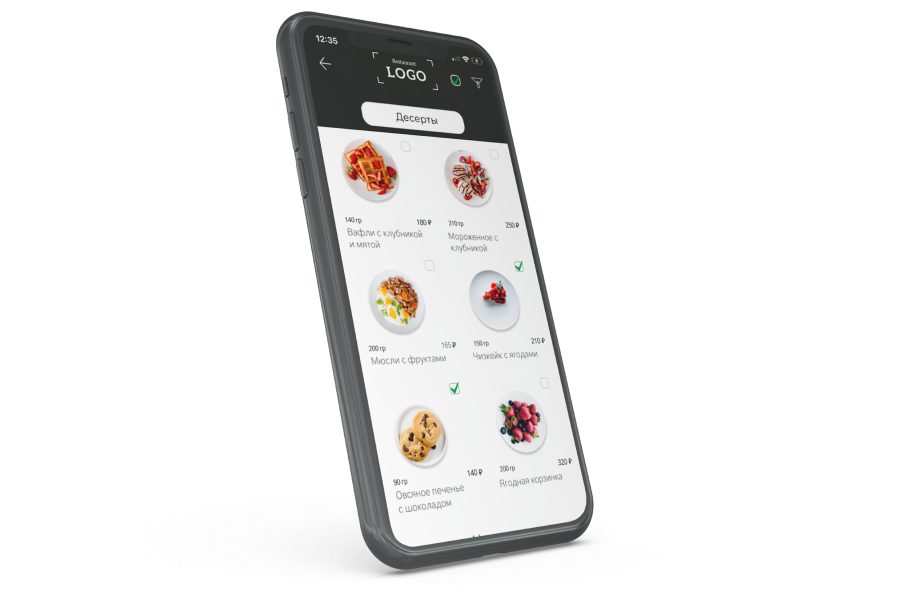 12:35
Restaurant
LOGO
Десерты
140 гр 180 ₽
Вафли с клубникой
и мятой
210 гр 250 ₽
Мороженное с
клубникой
200 гр 165 ₽
Мюсли с фруктами
150 гр 210 ₽
Чизкейк с ягодами
90 гр 140 ₽
Овсяное печенье
с шоколадом
200 гр 320 ₽
Ягодная корзинка